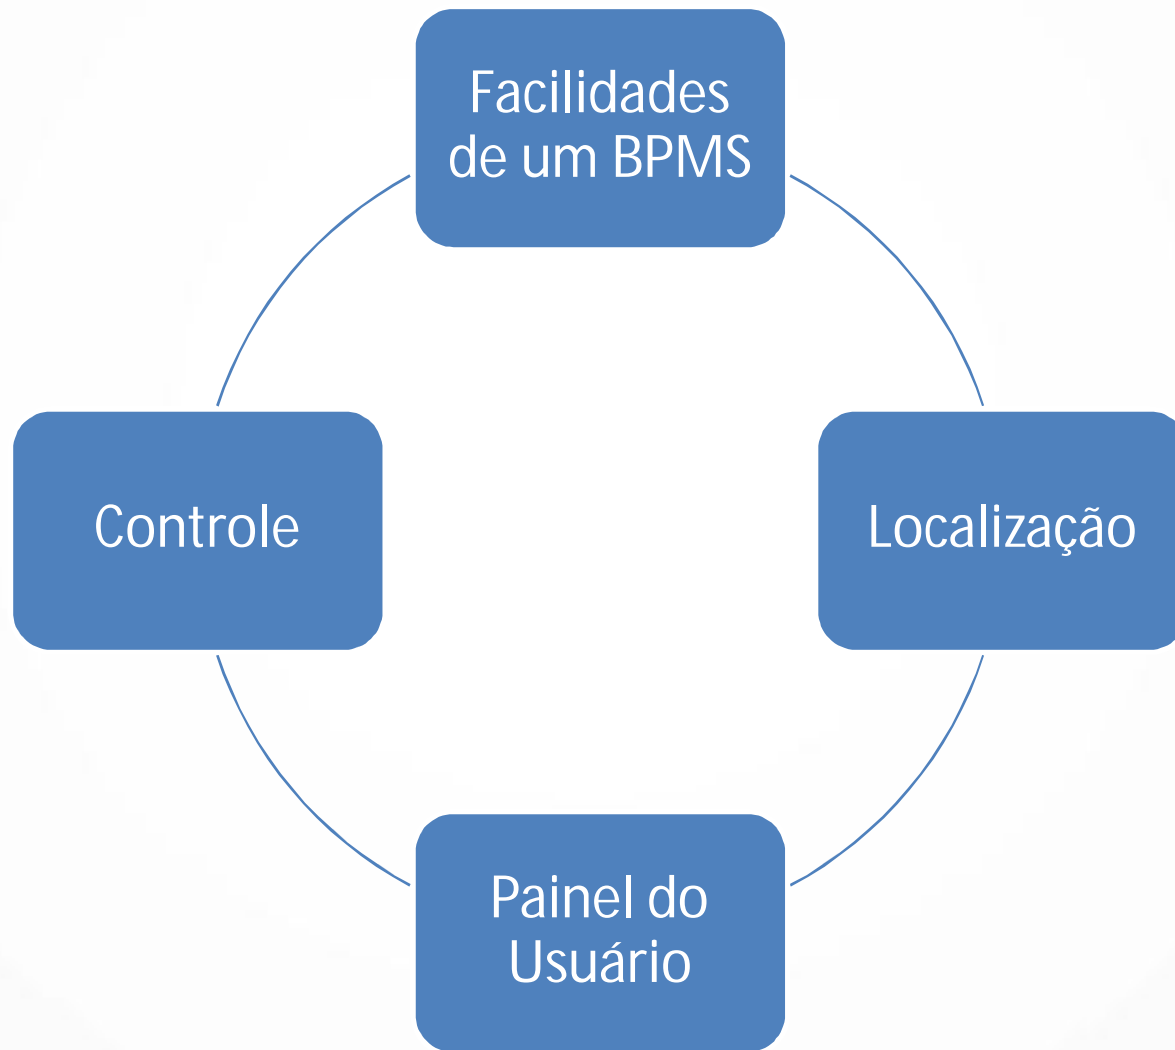 Facilidades
de um BPMS
Controle
Localização
Painel do
Usuário